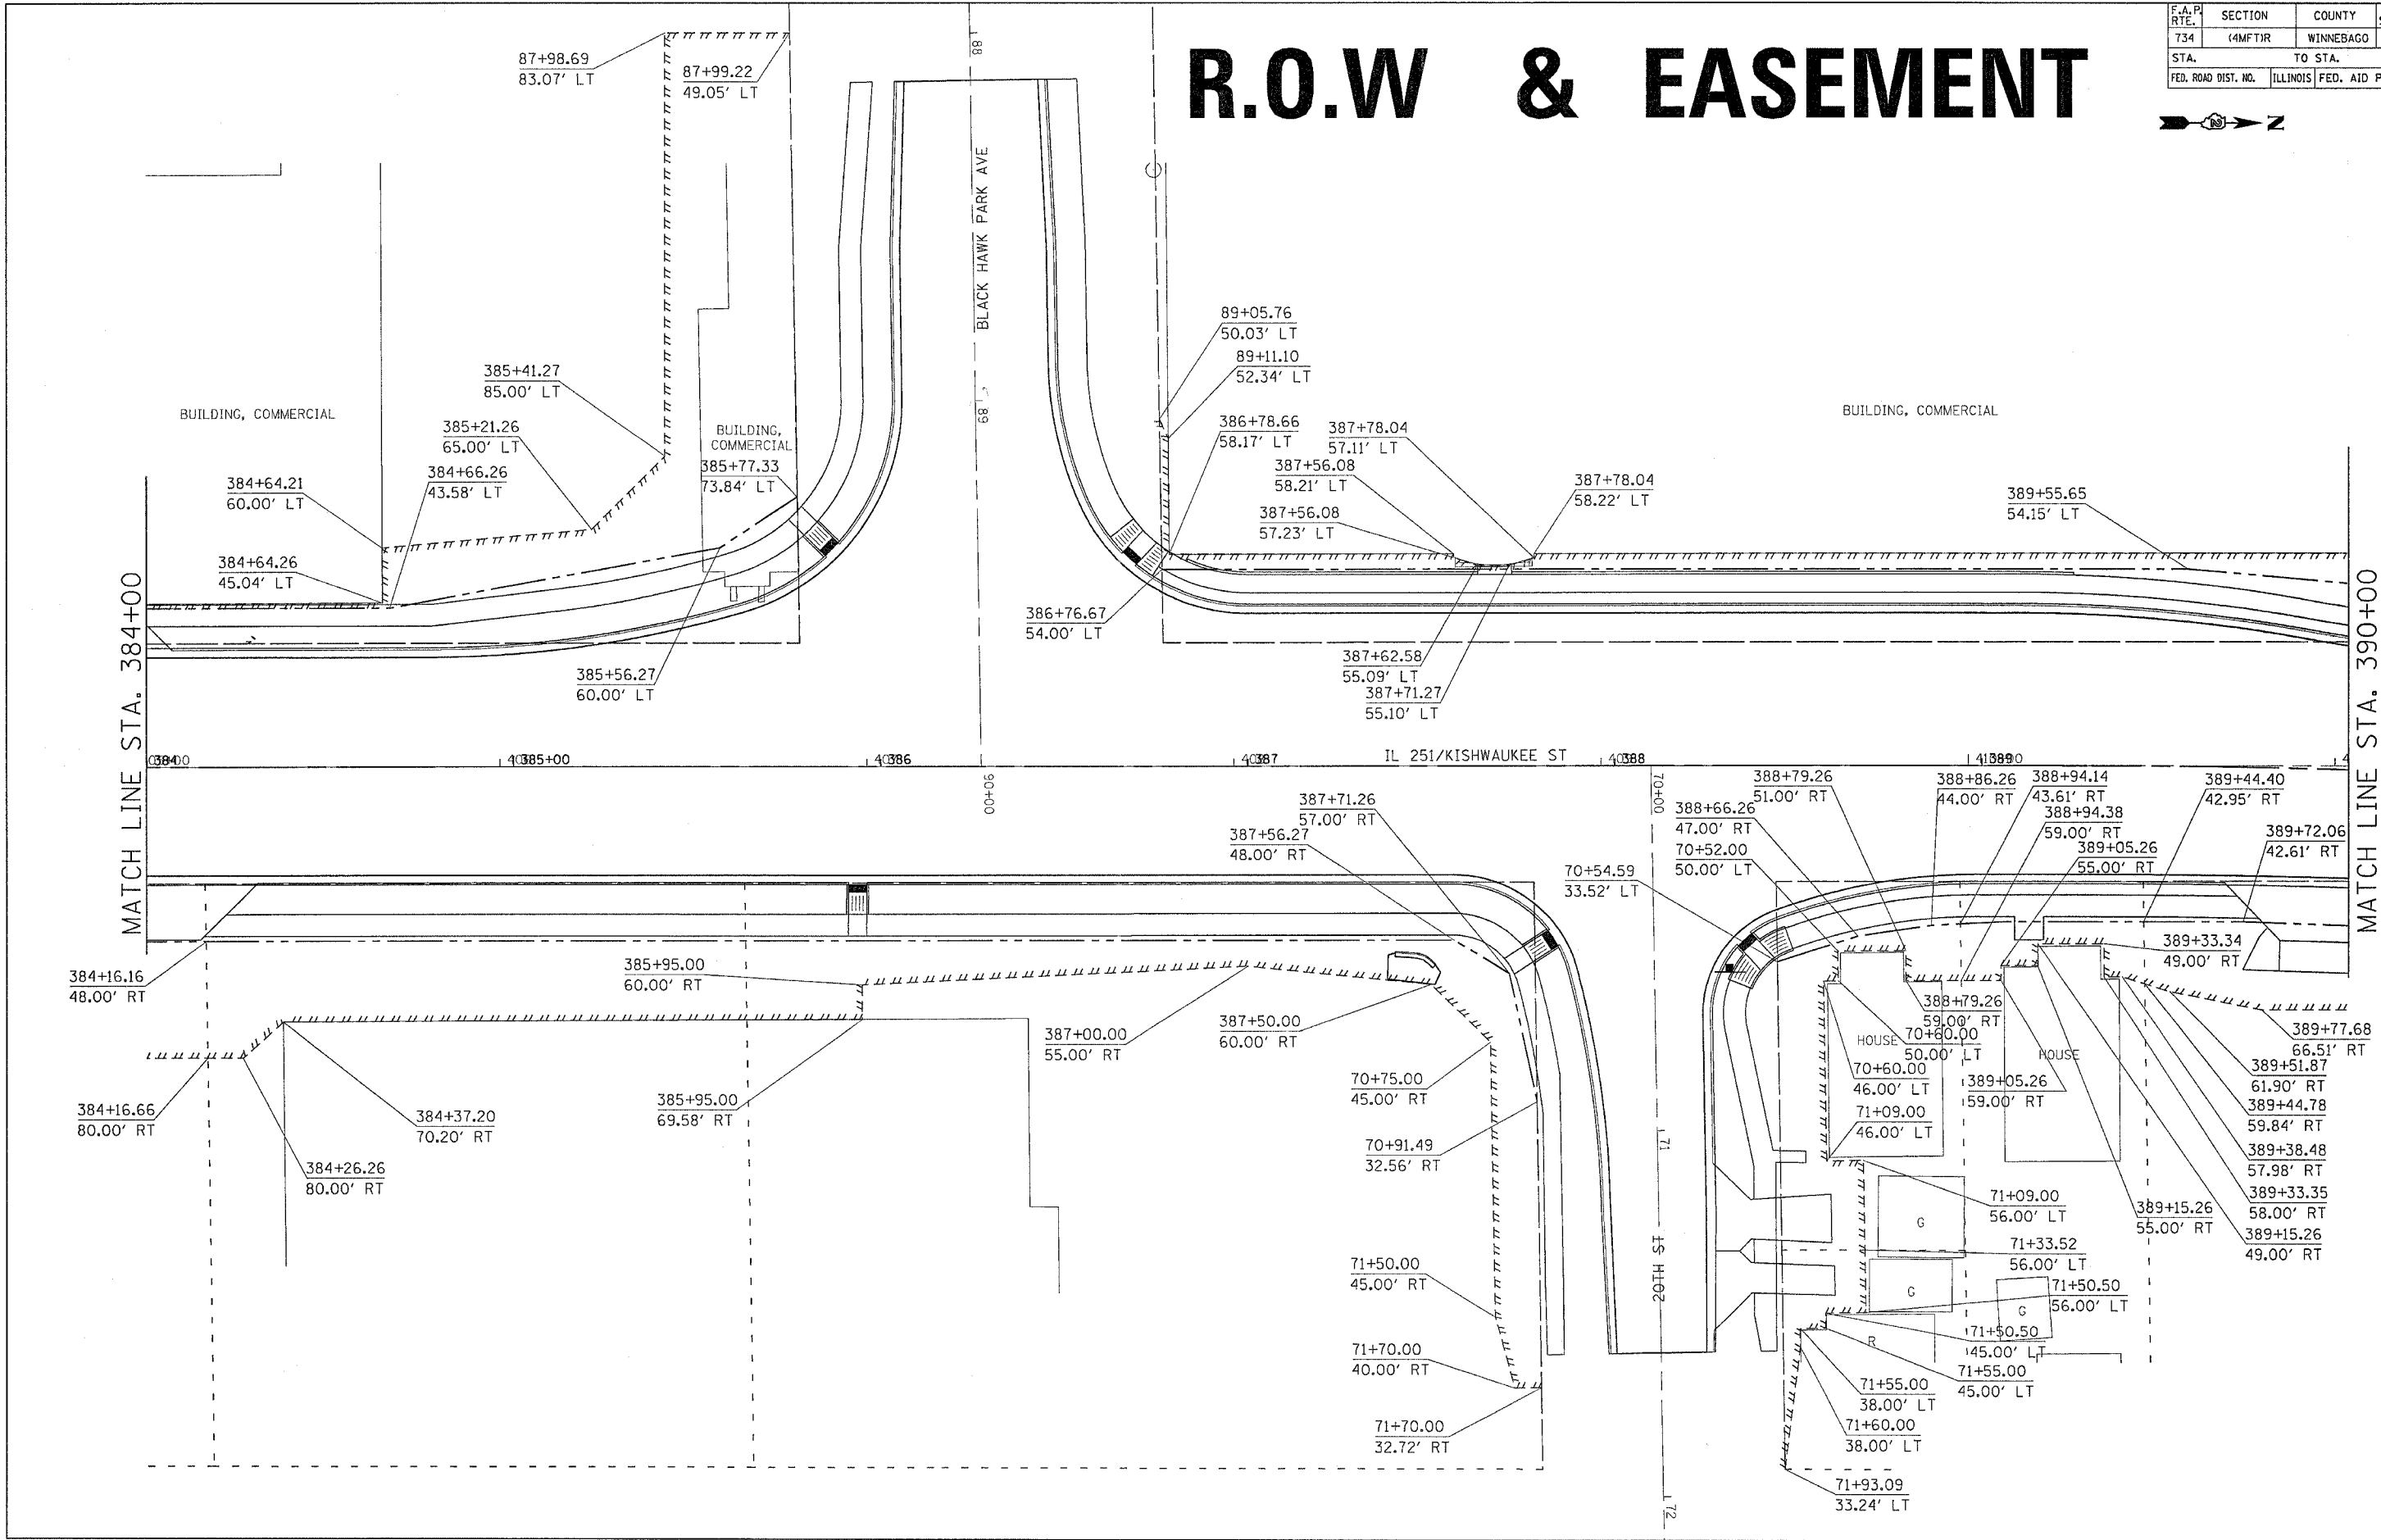 R.O.W & EASEMENT
F.A.P. RTE. SECTION COUNTY
734 (4MFT)R WINNEBAGO
STA. TO STA.
FED. ROAD DIST. NO. ILLINOIS FED. AID P
N
87+98.69
83.07' LT
87+99.22
49.05' LT
88
BLACK HAWK PARK AVE
89
90+00
385+41.27
85.00' LT
BUILDING, COMMERCIAL
385+21.26
65.00' LT
384+66.26
43.58' LT
384+64.21
60.00' LT
384+64.26
45.04' LT
BUILDING,
COMMERCIAL
385+77.33
73.84' LT
385+56.27
60.00' LT
89+05.76
50.03' LT
89+11.10
52.34' LT
386+78.66
58.17' LT
387+78.04
57.11' LT
387+56.08
58.21' LT
387+56.08
57.23' LT
387+78.04
58.22' LT
BUILDING, COMMERCIAL
389+55.65
54.15' LT
386+76.67
54.00' LT
387+62.58
55.09' LT
387+71.27
55.10' LT
MATCH LINE STA. 384+00
MATCH LINE STA. 390+00
384
385+00
386
387
IL 251/KISHWAUKEE ST
388
389
70+00
71
72
20TH ST
387+71.26
57.00' RT
387+56.27
48.00' RT
388+79.26
51.00' RT
388+66.26
47.00' RT
70+52.00
50.00' LT
70+54.59
33.52' LT
388+86.26
44.00' RT
388+94.14
43.61' RT
388+94.38
59.00' RT
389+05.26
55.00' RT
389+44.40
42.95' RT
389+72.06
42.61' RT
389+33.34
49.00' RT
384+16.16
48.00' RT
385+95.00
60.00' RT
384+16.66
80.00' RT
384+37.20
70.20' RT
384+26.26
80.00' RT
385+95.00
69.58' RT
387+00.00
55.00' RT
387+50.00
60.00' RT
70+75.00
45.00' RT
70+91.49
32.56' RT
71+50.00
45.00' RT
71+70.00
40.00' RT
71+70.00
32.72' RT
388+79.26
59.00' RT
HOUSE
70+60.00
50.00' LT
70+60.00
46.00' LT
71+09.00
46.00' LT
HOUSE
389+05.26
59.00' RT
389+77.68
66.51' RT
389+51.87
61.90' RT
389+44.78
59.84' RT
389+38.48
57.98' RT
389+33.35
58.00' RT
389+15.26
55.00' RT
389+15.26
49.00' RT
71+09.00
56.00' LT
G
71+33.52
56.00' LT
G
71+50.50
56.00' LT
G
71+50.50
45.00' LT
R
71+55.00
45.00' LT
71+55.00
38.00' LT
71+60.00
38.00' LT
71+93.09
33.24' LT